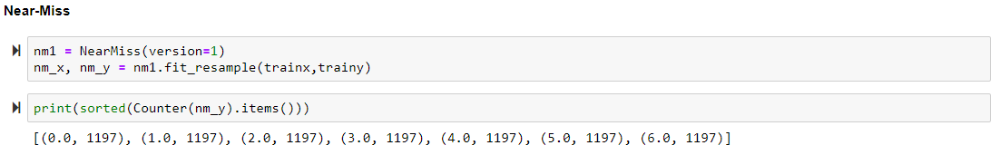 Near-Miss
nm1 = NearMiss(version=1)
nm_x, nm_y = nm1.fit_resample(trainx,trainy)
print(sorted(Counter(nm_y).items()))
[(0.0, 1197), (1.0, 1197), (2.0, 1197), (3.0, 1197), (4.0, 1197), (5.0, 1197), (6.0, 1197)]